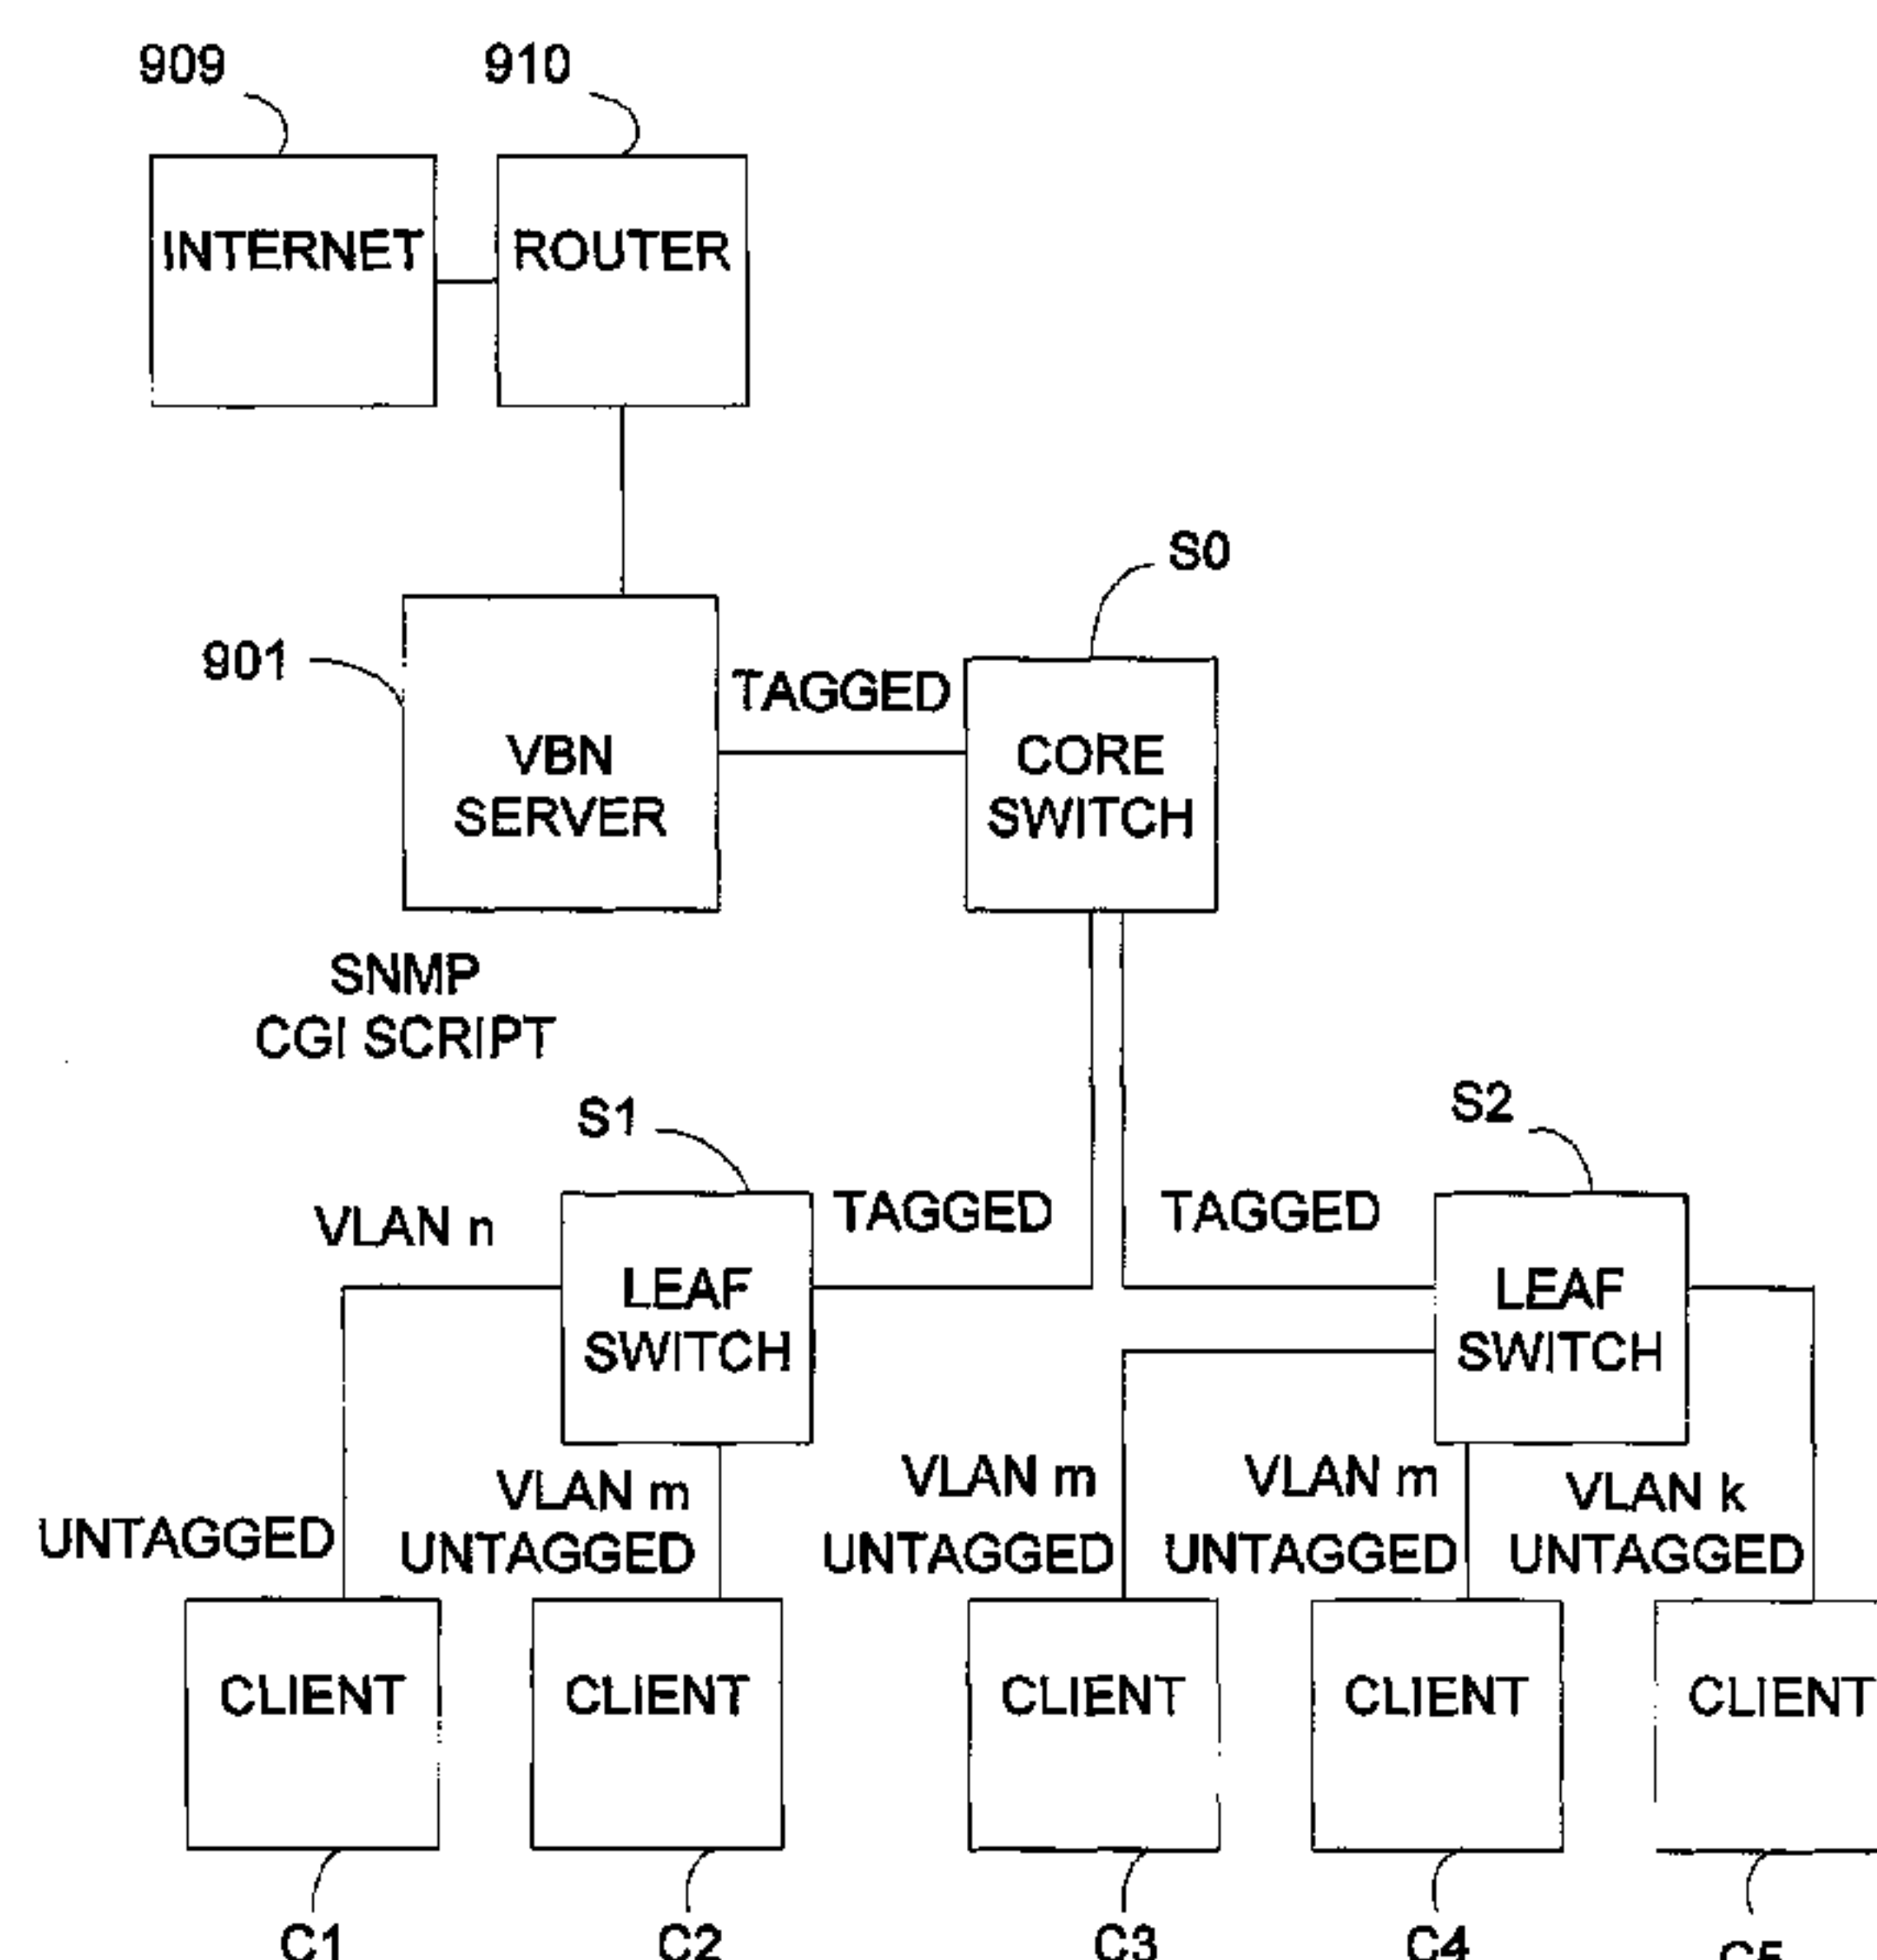 909
910
INTERNET
ROUTER
S0
901
TAGGED
VBN
SERVER
CORE
SWITCH
SNMP
CGI SCRIPT
S1
S2
VLAN n
TAGGED
TAGGED
LEAF
SWITCH
LEAF
SWITCH
UNTAGGED
VLAN m
UNTAGGED
VLAN m
UNTAGGED
VLAN m
UNTAGGED
VLAN k
UNTAGGED
CLIENT
CLIENT
CLIENT
CLIENT
CLIENT
C1
C2
C3
C4
C5